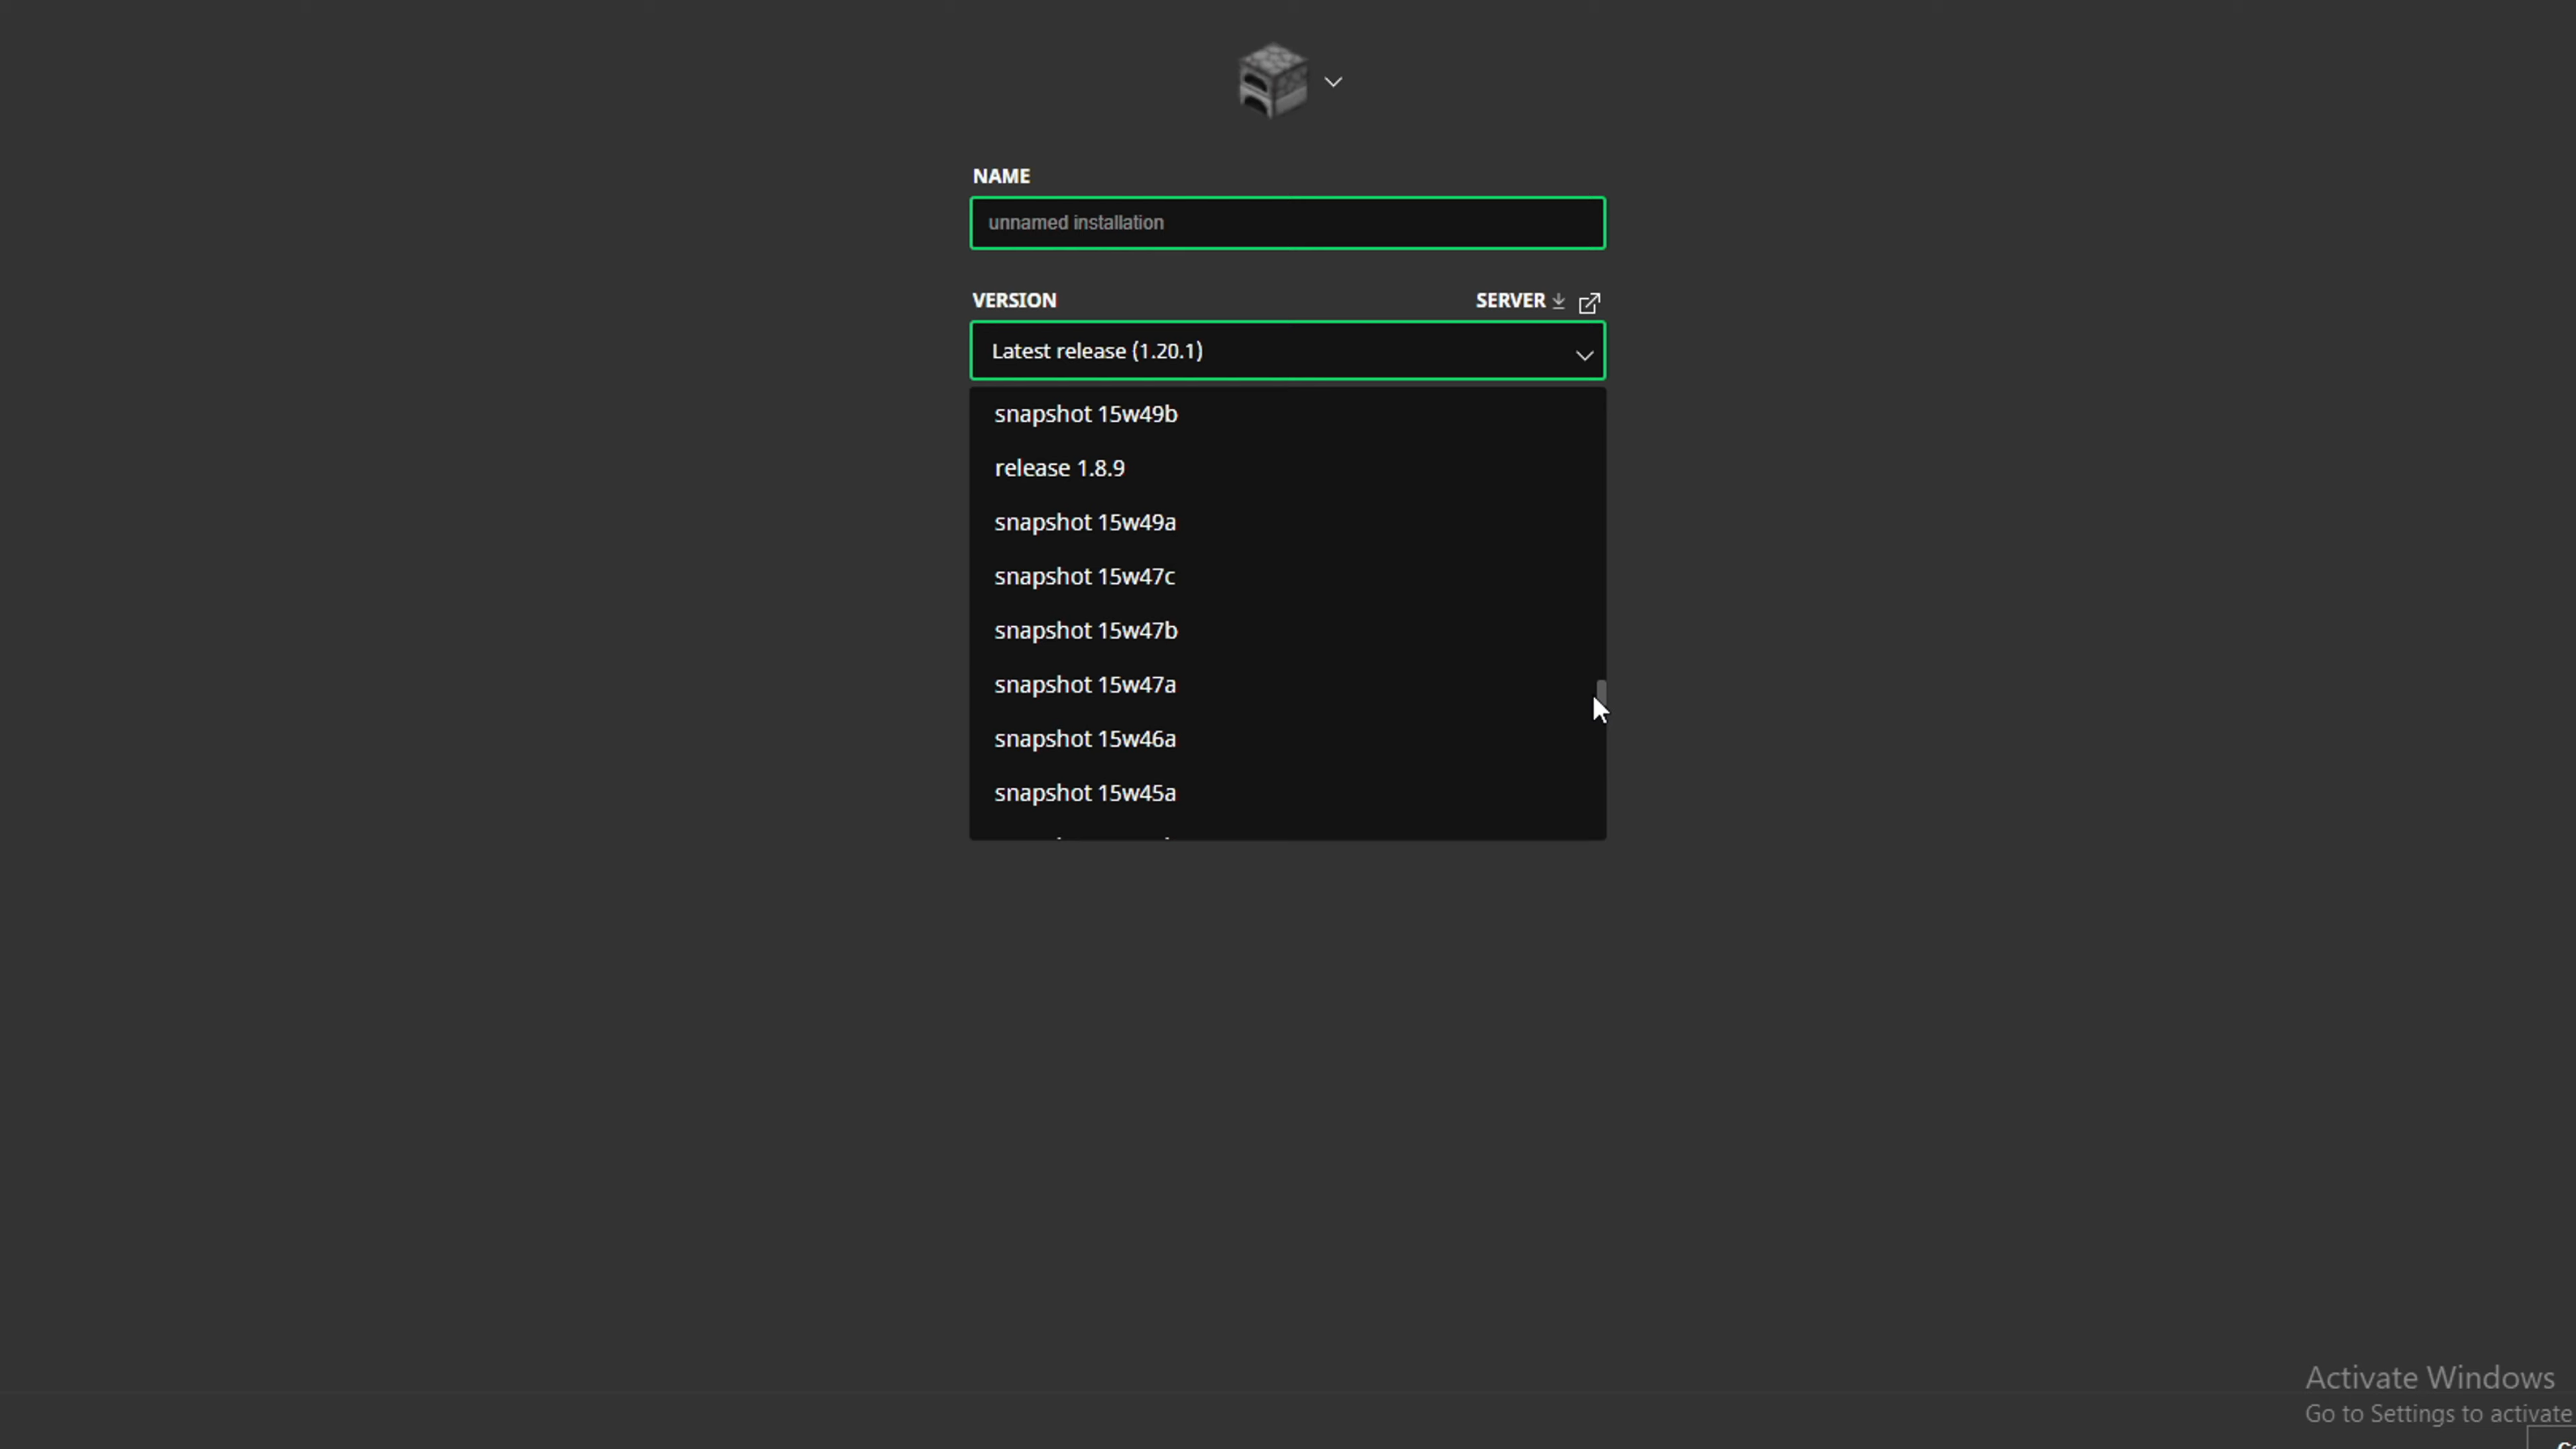 NAME
unnamed installation
VERSION
SERVER
Latest release (1.20.1)
snapshot 15w49b
release 1.8.9
snapshot 15w49a
snapshot 15w47c
snapshot 15w47b
snapshot 15w47a
snapshot 15w46a
snapshot 15w45a
Activate Windows
Go to Settings to activate